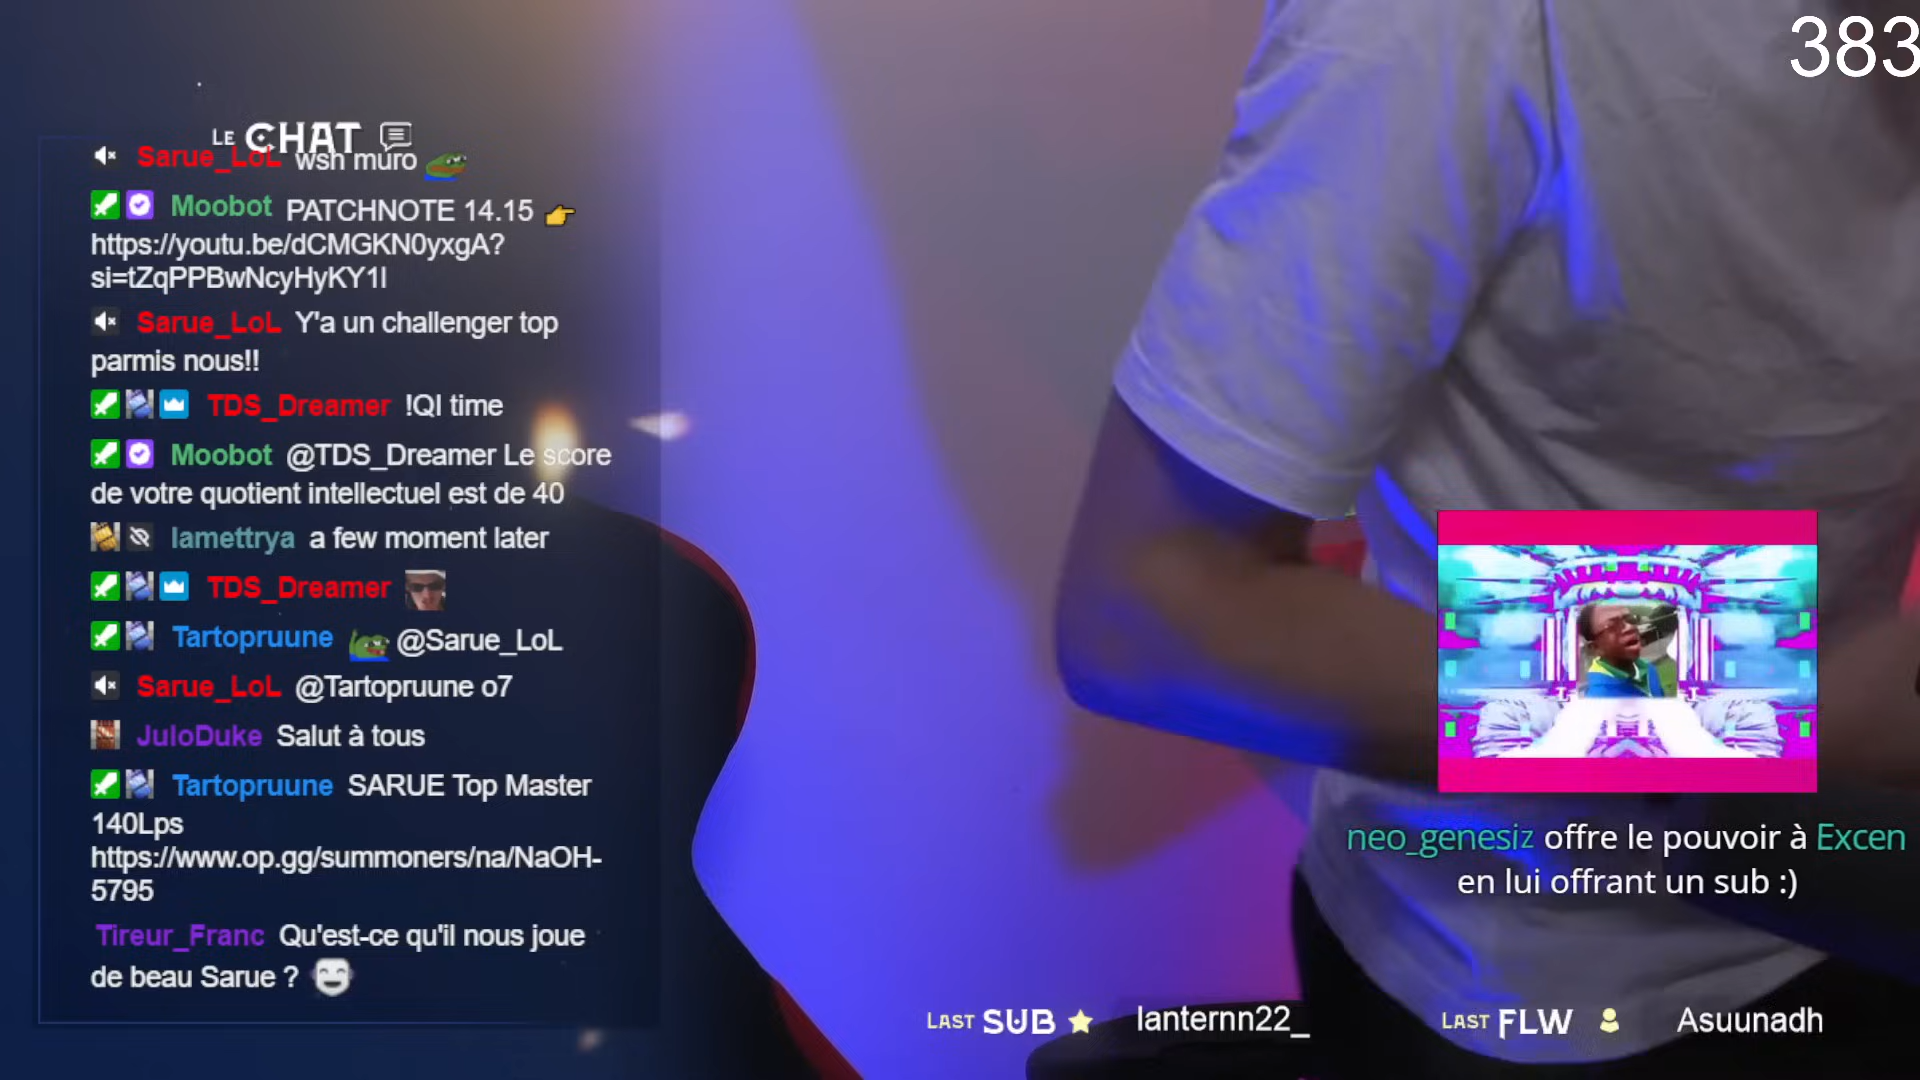 383
LE CHAT
Sarue_LoL wsh muro
Moobot PATCHNOTE 14.15
https://youtu.be/dCMGKN0yxgA?
si=tZqPPBwNcyHyKY1l
Sarue_LoL Y'a un challenger top
parmis nous!!
TDS_Dreamer !QI time
Moobot @TDS_Dreamer Le score
de votre quotient intellectuel est de 40
lamettrya a few moment later
TDS_Dreamer
Tartopruune @Sarue_LoL
Sarue_LoL @Tartopruune o7
JuloDuke Salut à tous
Tartopruune SARUE Top Master
140Lps
https://www.op.gg/summoners/na/NaOH-
5795
Tireur_Franc Qu'est-ce qu'il nous joue
de beau Sarue ?
neo_genesiz offre le pouvoir à Excen
en lui offrant un sub :)
LAST SUB lanternn22_
LAST FLW Asuunadh